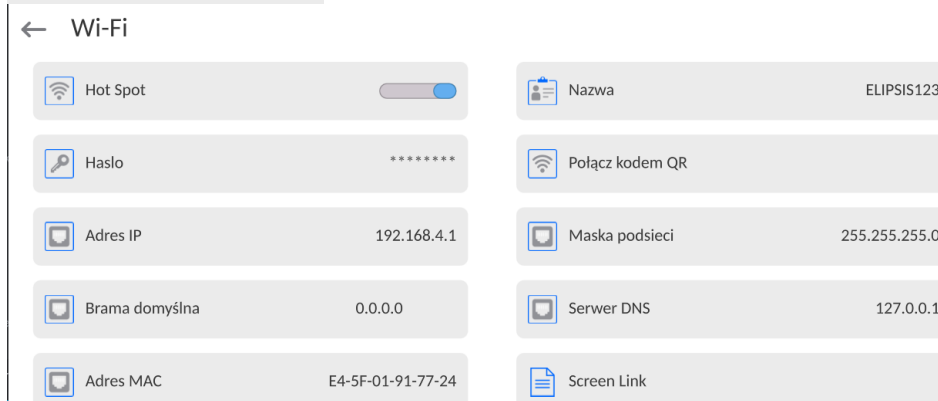 Wi-Fi
Hot Spot
Nazwa ELIPSIS123
Haslo ********
Połącz kodem QR
Adres IP 192.168.4.1
Maska podsieci 255.255.255.0
Brama domyślna 0.0.0.0
Serwer DNS 127.0.0.1
Adres MAC E4-5F-01-91-77-24
Screen Link